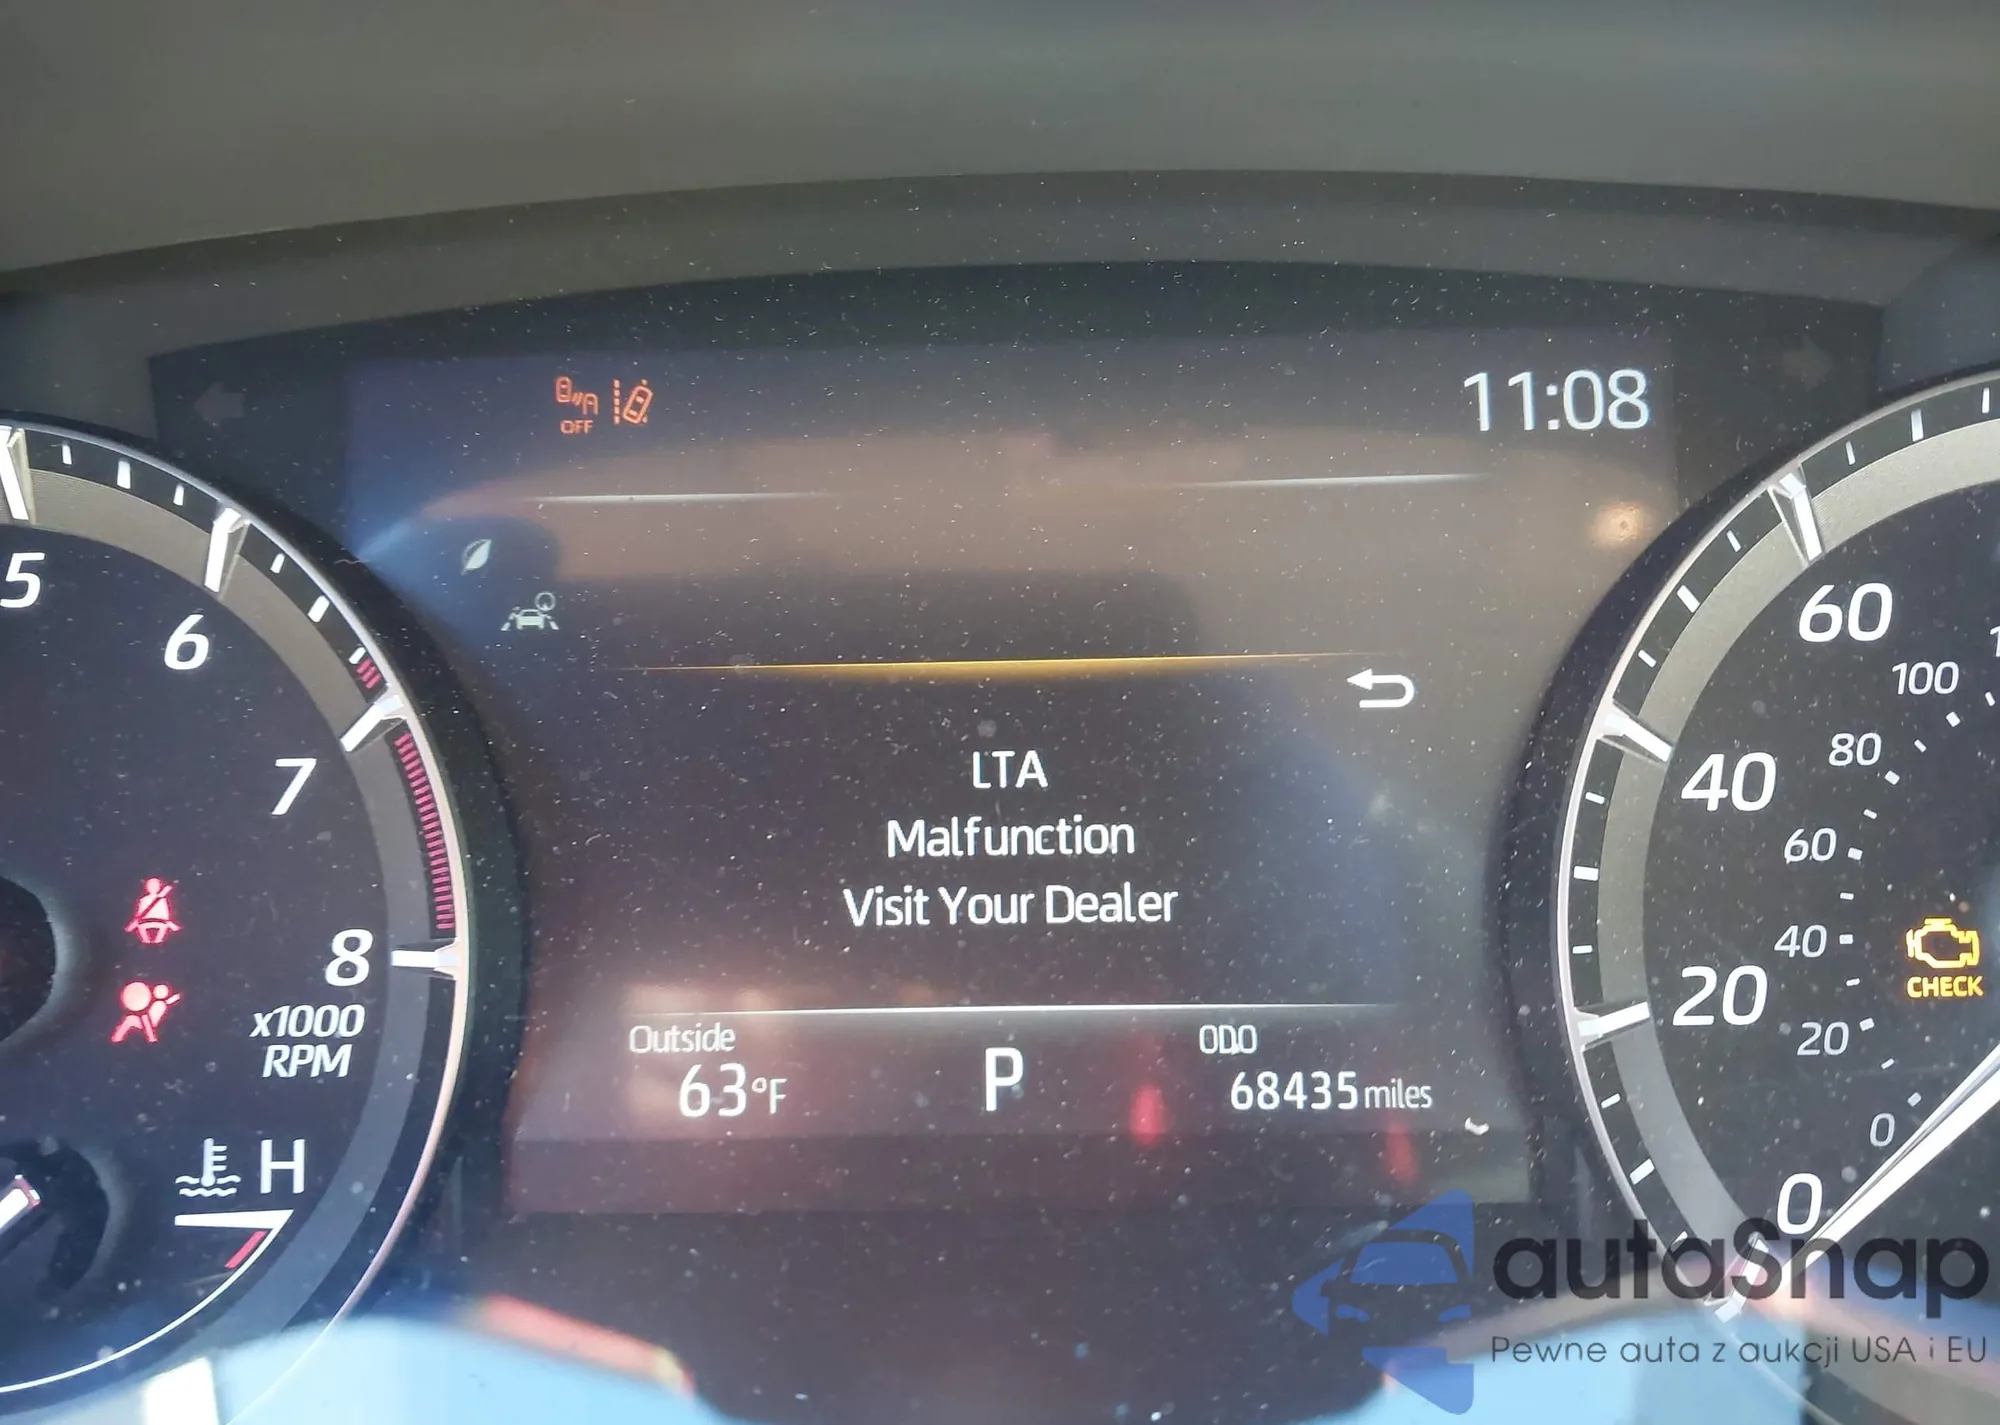 OFF
11:08
5
6
7
8
x1000
RPM
H
LTA
Malfunction
Visit Your Dealer
Outside
63°F
P
ODO
68435 miles
60
40
20
0
100
80
60
40
20
0
CHECK
autaSnap
Pewne auta z aukcji USA i EU